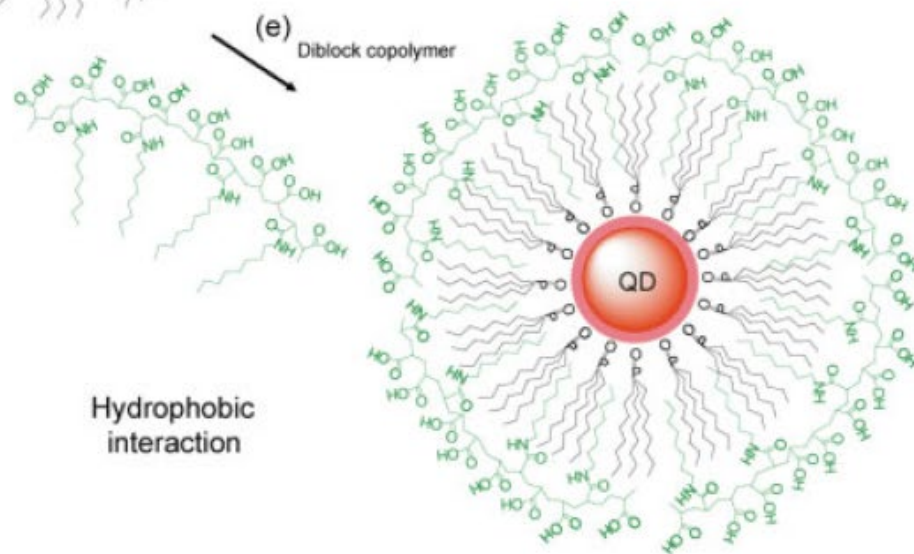 (e)
Diblock copolymer
QD
Hydrophobic
interaction